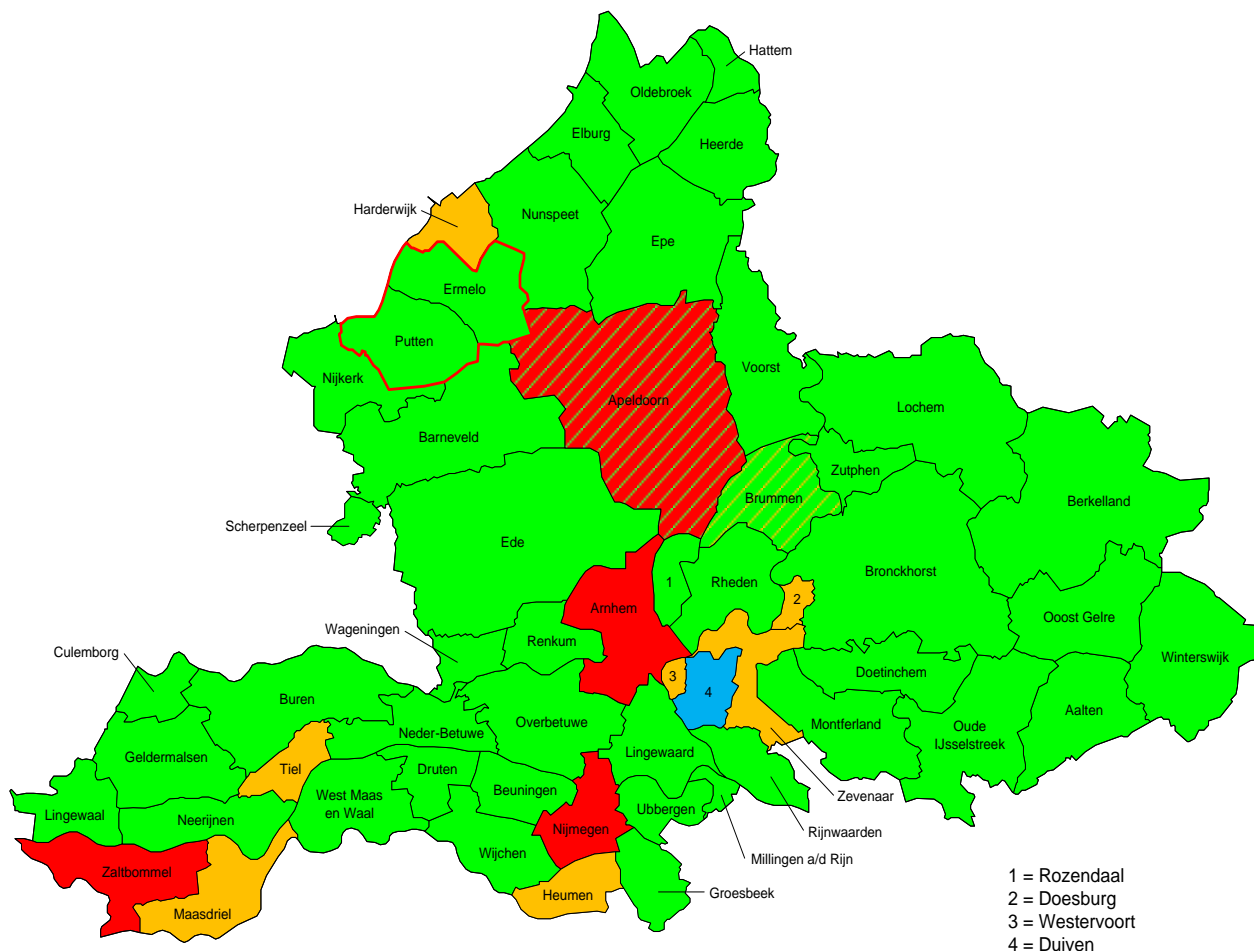 Hattem
Oldebroek
Elburg
Heerde
Harderwijk
Nunspeet
Epe
Ermelo
Putten
Nijkerk
Voorst
Apeldoorn
Lochem
Barneveld
Zutphen
Brummen
Berkelland
Scherpenzeel
Ede
Bronckhorst
1
Rheden
2
Arnhem
Ooost Gelre
Wageningen
Renkum
Culemborg
Winterswijk
3
4
Doetinchem
Buren
Aalten
Neder-Betuwe
Overbetuwe
Montferland
Oude
IJsselstreek
Geldermalsen
Lingewaard
Tiel
Druten
Beuningen
West Maas
en Waal
Zevenaar
Ubbergen
Lingewaal
Neerijnen
Nijmegen
Rijnwaarden
Wijchen
Millingen a/d Rijn
Zaltbommel
Heumen
Groesbeek
Maasdriel
1 = Rozendaal
2 = Doesburg
3 = Westervoort
4 = Duiven